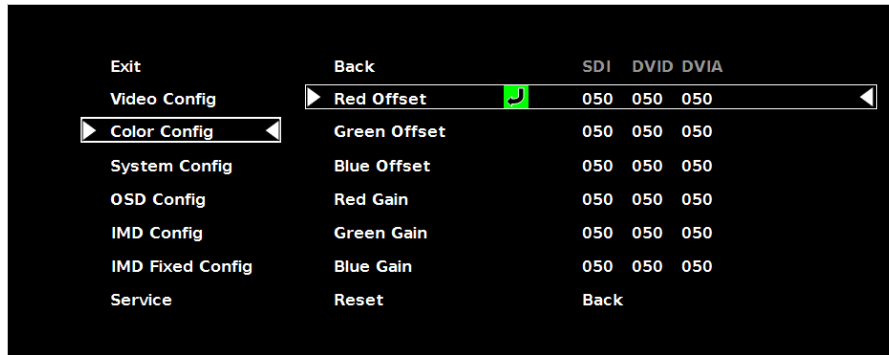 Exit Back SDI DVID DVIA
Video Config Red Offset 050 050 050
Color Config Green Offset 050 050 050
System Config Blue Offset 050 050 050
OSD Config Red Gain 050 050 050
IMD Config Green Gain 050 050 050
IMD Fixed Config Blue Gain 050 050 050
Service Reset Back